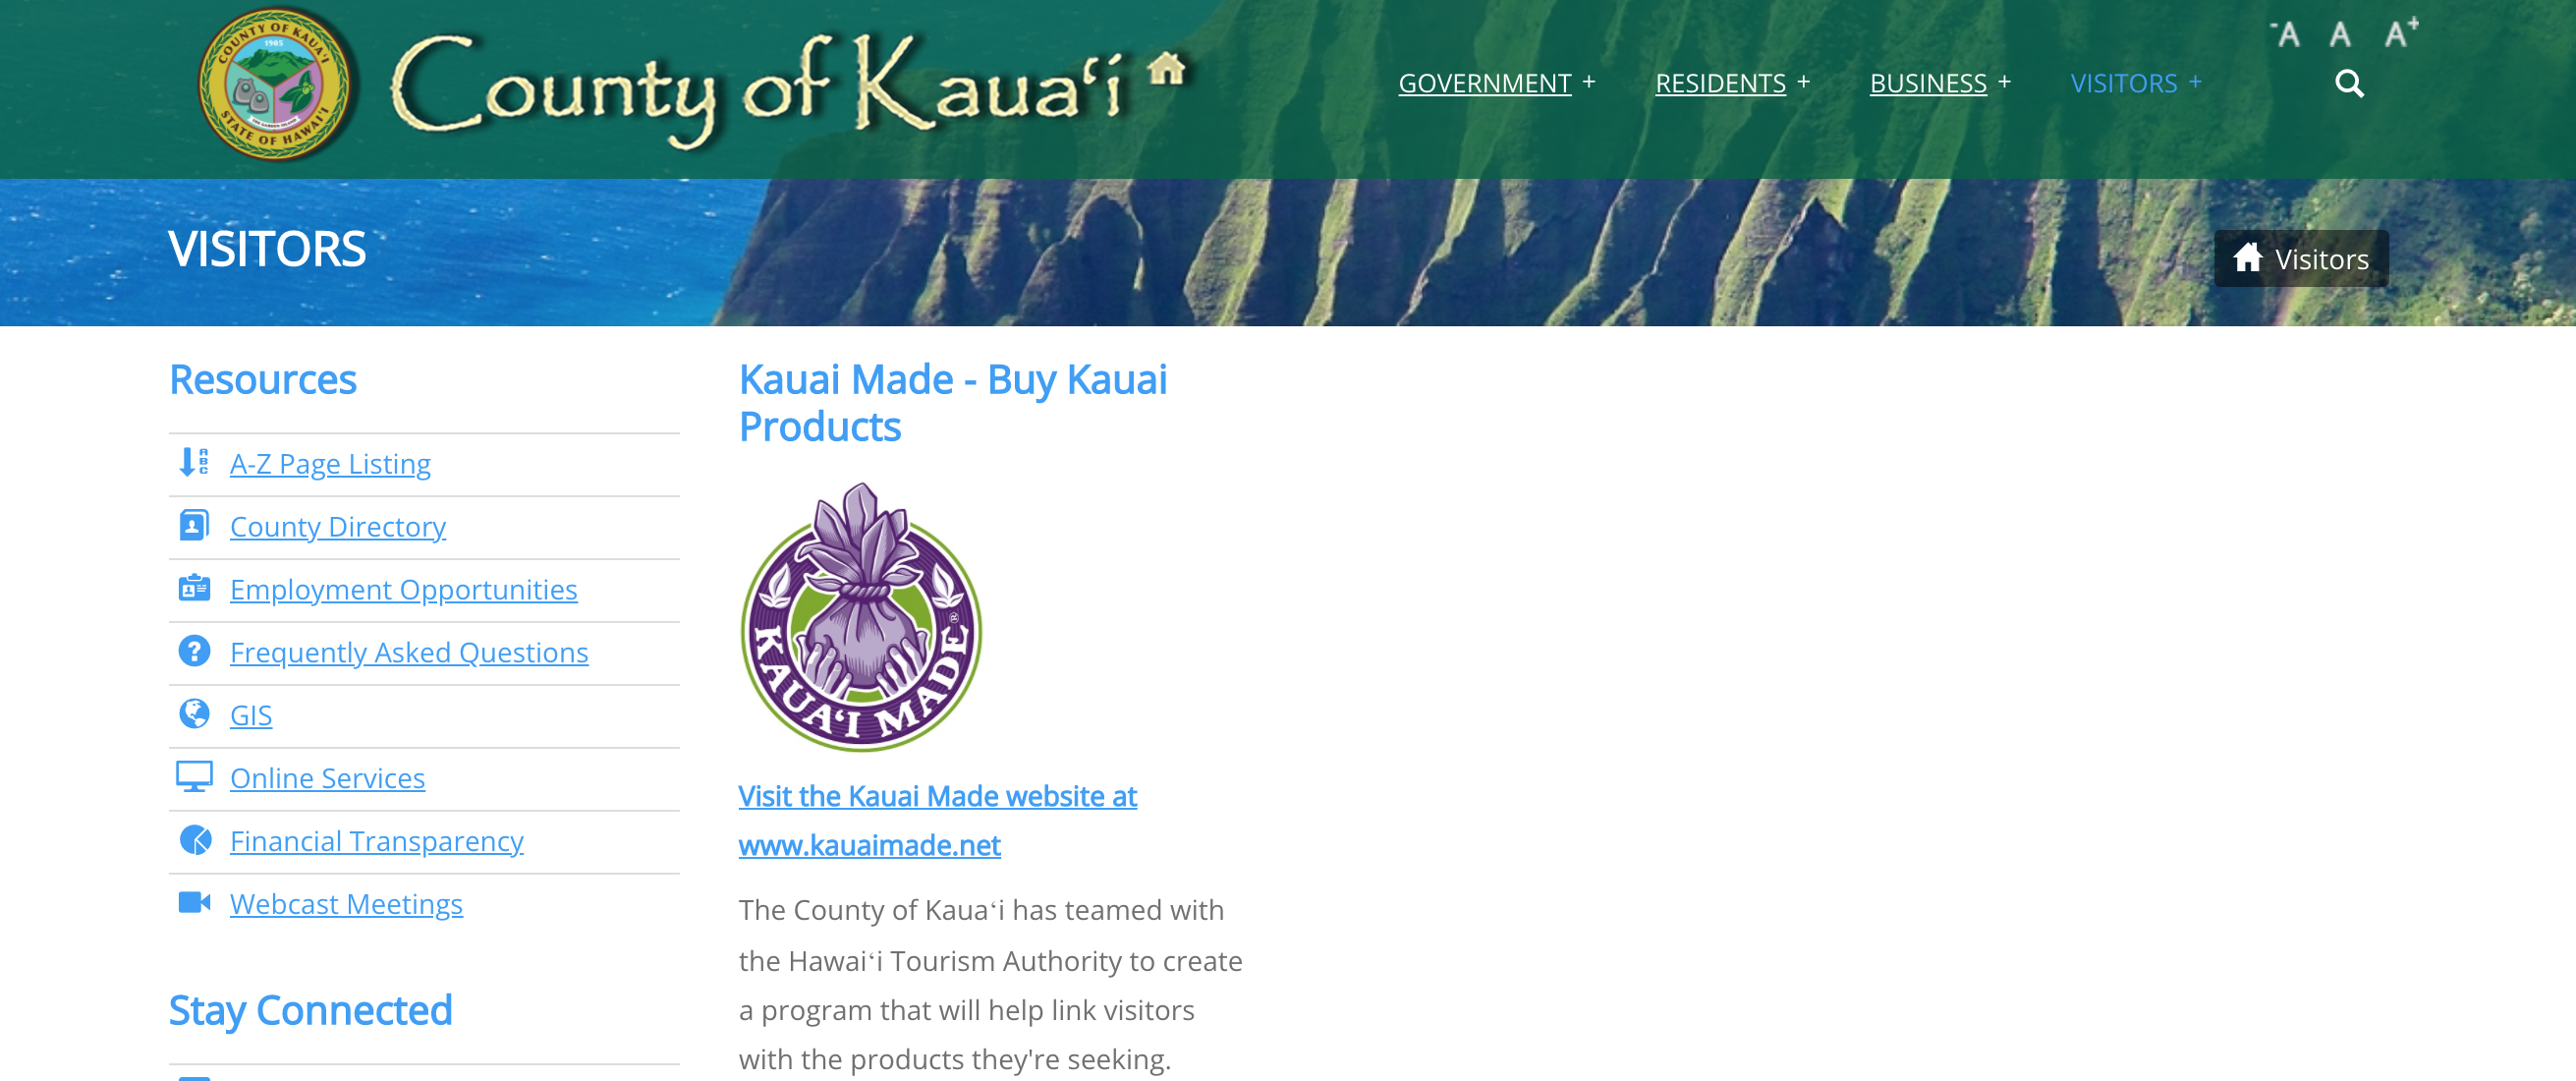 COUNTY OF KAUAʻI
1905
STATE OF HAWAIʻI
County of Kauaʻi
GOVERNMENT +
RESIDENTS +
BUSINESS +
VISITORS +
-A A A+
VISITORS
Visitors
Resources
A B C
A-Z Page Listing
County Directory
Employment Opportunities
? Frequently Asked Questions
GIS
Online Services
Financial Transparency
Webcast Meetings
Stay Connected
Kauai Made - Buy Kauai
Products
KAUAʻI MADE®
Visit the Kauai Made website at
www.kauaimade.net
The County of Kauaʻi has teamed with
the Hawaiʻi Tourism Authority to create
a program that will help link visitors
with the products they're seeking.